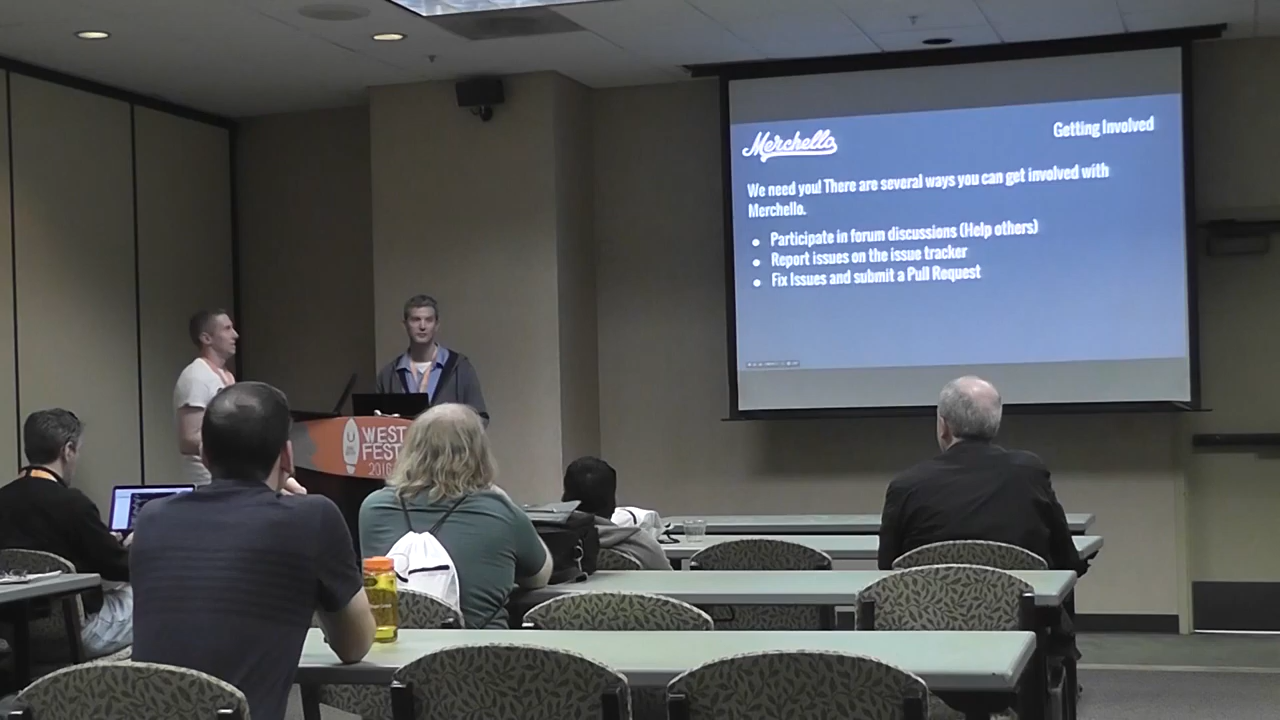 Merchello
Getting Involved
We need you! There are several ways you can get involved with
Merchello.
● Participate in forum discussions (Help others)
● Report issues on the issue tracker
● Fix Issues and submit a Pull Request
WEST
FEST
2016